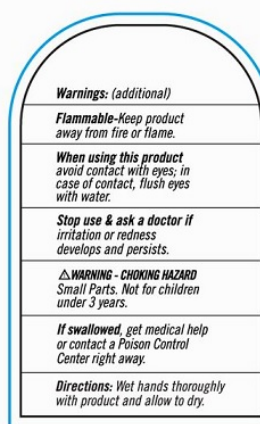 Warnings: (additional)
Flammable-Keep product
away from fire or flame.
When using this product
avoid contact with eyes; in
case of contact, flush eyes
with water.
Stop use & ask a doctor if
irritation or redness
develops and persists.
⚠WARNING - CHOKING HAZARD
Small Parts. Not for children
under 3 years.
If swallowed, get medical help
or contact a Poison Control
Center right away.
Directions: Wet hands thoroughly
with product and allow to dry.